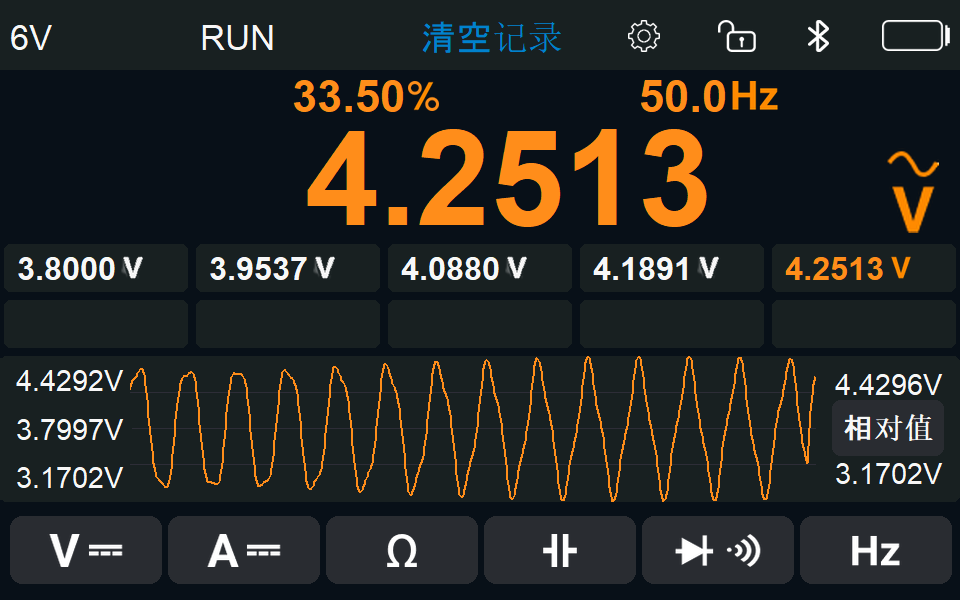 6V RUN 清空记录
33.50% 50.0Hz
4.2513
V
3.8000 V 3.9537 V 4.0880 V 4.1891 V 4.2513 V
4.4292V 4.4296V
3.7997V 相对值
3.1702V 3.1702V
V A Ω Hz